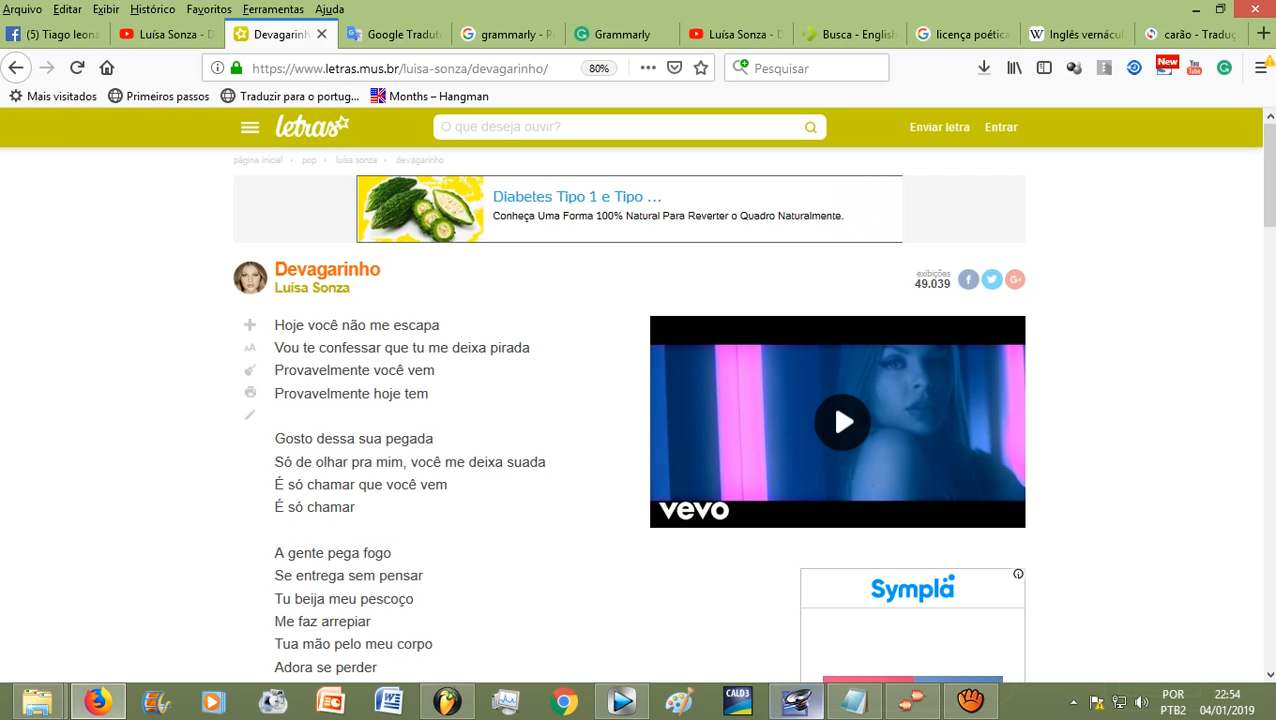 Arquivo Editar Exibir Histórico Favoritos Ferramentas Ajuda
(5) Tiago leona
Luísa Sonza - D
Devagarinh
Google Tradut
grammarly - P
Grammarly
Luísa Sonza - D
Busca - English
licença poética
Inglês vernácul
carão - Traduç
https://www.letras.mus.br/luisa-sonza/devagarinho/
80%
Pesquisar
New
You
Mais visitados
Primeiros passos
Traduzir para o portug...
Months – Hangman
letras
O que deseja ouvir?
Enviar letra
Entrar
página inicial › pop › luísa sonza › devagarinho
Diabetes Tipo 1 e Tipo ...
Conheça Uma Forma 100% Natural Para Reverter o Quadro Naturalmente.
Devagarinho
Luísa Sonza
exibições
49.039
f
G+
Hoje você não me escapa
Vou te confessar que tu me deixa pirada
Provavelmente você vem
Provavelmente hoje tem
Gosto dessa sua pegada
Só de olhar pra mim, você me deixa suada
É só chamar que você vem
É só chamar
A gente pega fogo
Se entrega sem pensar
Tu beija meu pescoço
Me faz arrepiar
Tua mão pelo meu corpo
Adora se perder
AA
vevo
Sympla
CALD3
POR
PTB2
22:54
04/01/2019